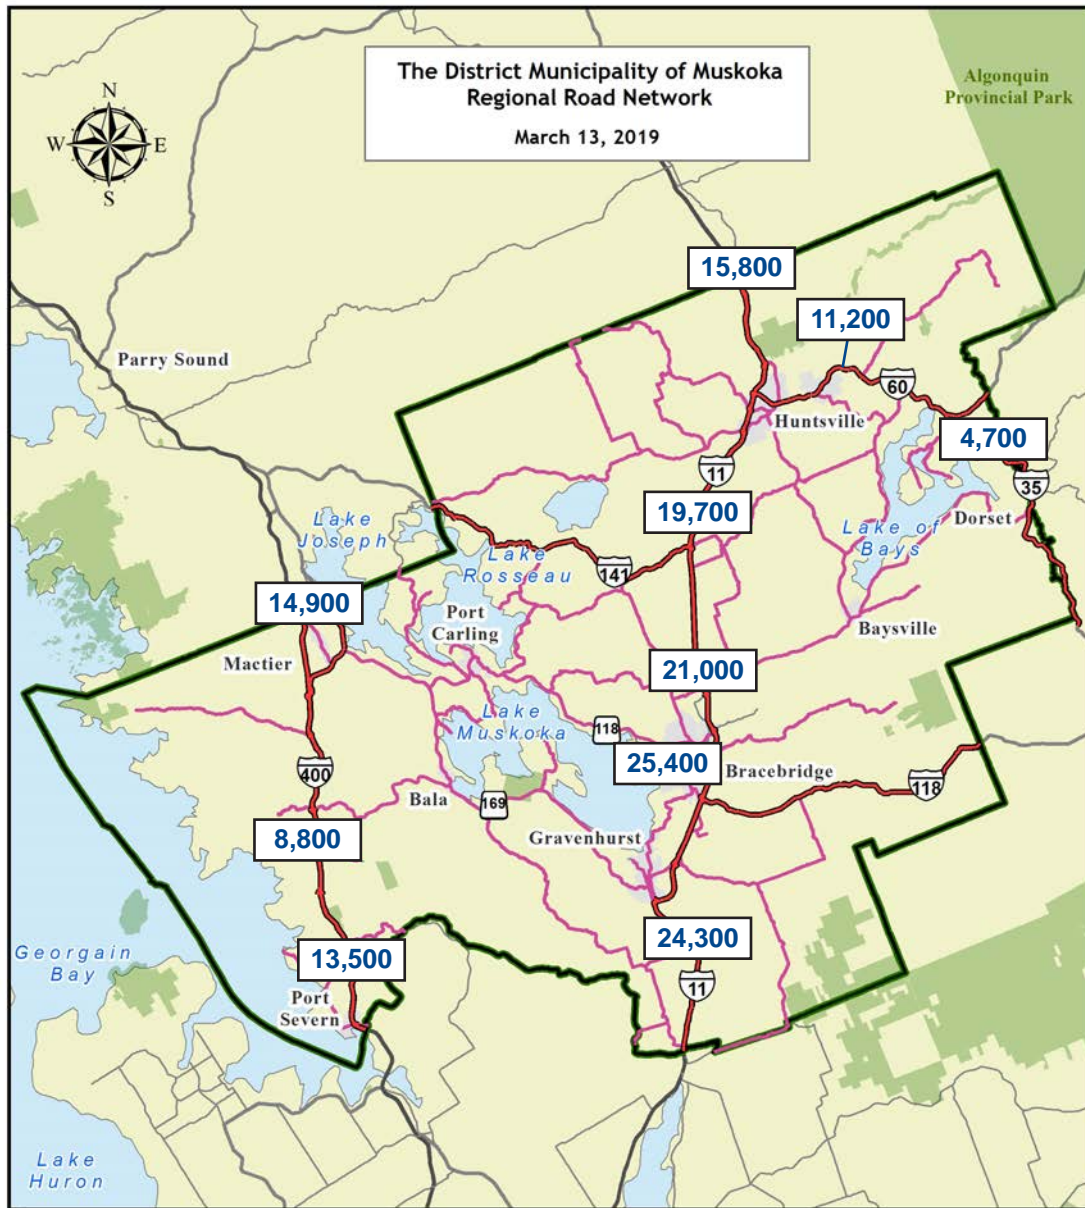 The District Municipality of Muskoka
Regional Road Network
March 13, 2019
Algonquin
Provincial Park
N
W
E
S
15,800
11,200
Parry Sound
60
Huntsville
4,700
11
35
19,700
Lake
Joseph
Lake of
Bays
Dorset
Lake
Rosseau
141
14,900
Port
Carling
Baysville
Mactier
21,000
Lake
Muskoka
118
25,400
Bracebridge
400
118
Bala
169
Gravenhurst
8,800
24,300
13,500
Georgain
Bay
11
Port
Severn
Lake
Huron